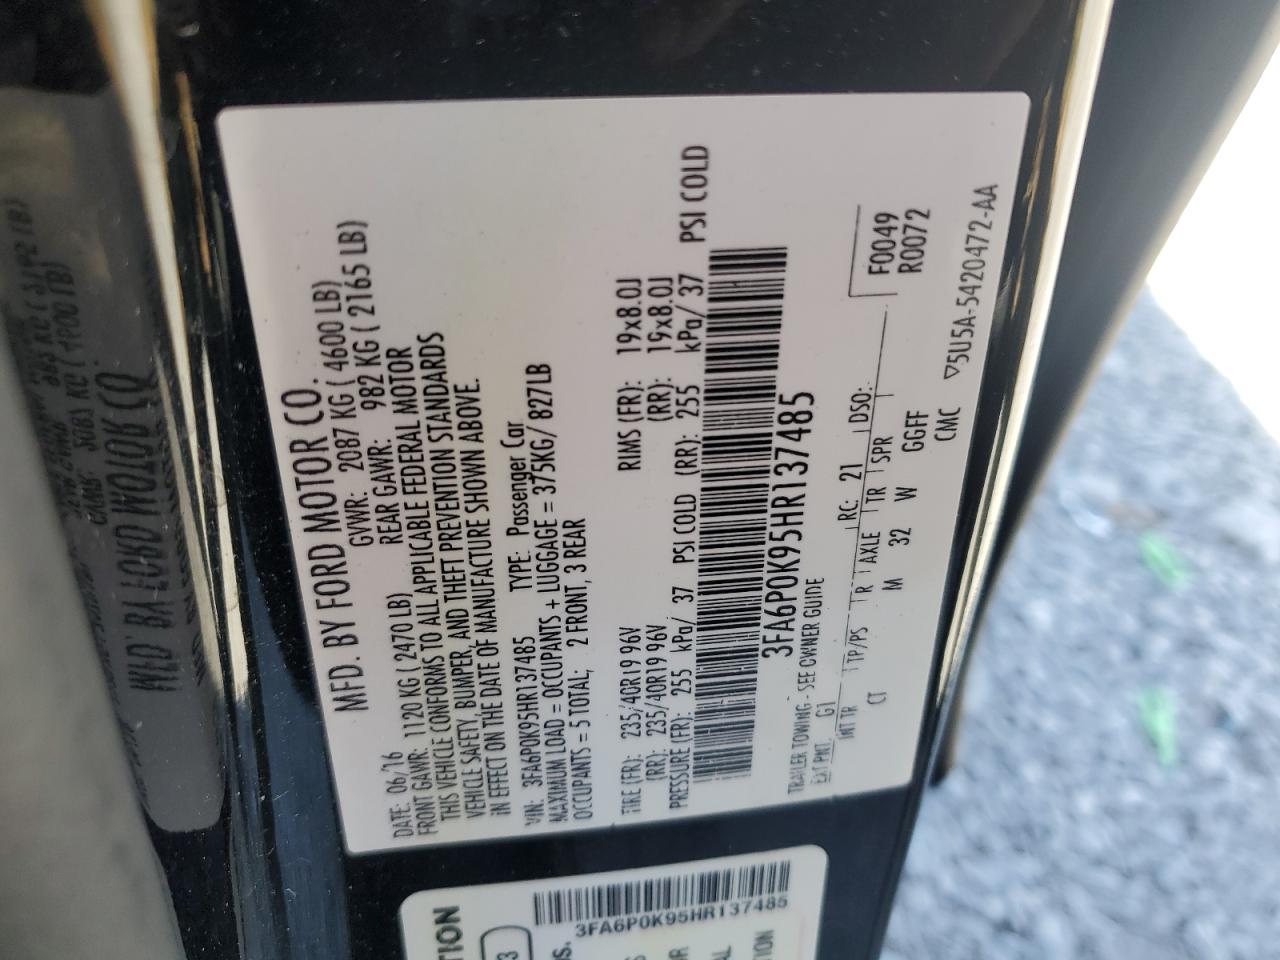 MFD. BY FORD MOTOR CO.
DATE: 06/16 GVWR: 2087 KG ( 4600 LB)
FRONT GAWR: 1120 KG ( 2470 LB) REAR GAWR: 982 KG ( 2165 LB)
THIS VEHICLE CONFORMS TO ALL APPLICABLE FEDERAL MOTOR
VEHICLE SAFETY, BUMPER, AND THEFT PREVENTION STANDARDS
IN EFFECT ON THE DATE OF MANUFACTURE SHOWN ABOVE.
VIN: 3FA6P0K95HR137485 TYPE: Passenger Car
MAXIMUM LOAD = OCCUPANTS + LUGGAGE = 375KG/ 827LB
OCCUPANTS = 5 TOTAL; 2 FRONT, 3 REAR
TIRE (FR): 235/40R19 96V RIMS (FR): 19x8.0J
(RR): 235/40R19 96V (RR): 19x8.0J
PRESSURE (FR): 255 kPa/ 37 PSI COLD (RR): 255 kPa/ 37 PSI COLD
3FA6P0K95HR137485
TRAILER TOWING - SEE OWNER GUIDE
EXT PNT: G1 RC: 21 DSO: F0049
INT TR TP/PS R AXLE TR SPR R0072
CT M 32 W GGFF
CMC ▽5U5A-5420472-AA
3FA6P0K95HR137485
TION